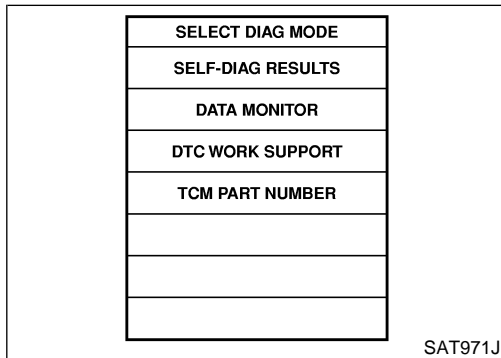 SELECT DIAG MODE
SELF-DIAG RESULTS
DATA MONITOR
DTC WORK SUPPORT
TCM PART NUMBER
SAT971J